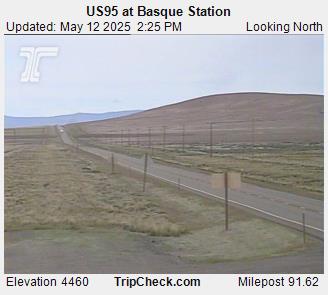 US95 at Basque Station
Updated: May 12 2025 2:25 PM Looking North
Elevation 4460 TripCheck.com Milepost 91.62